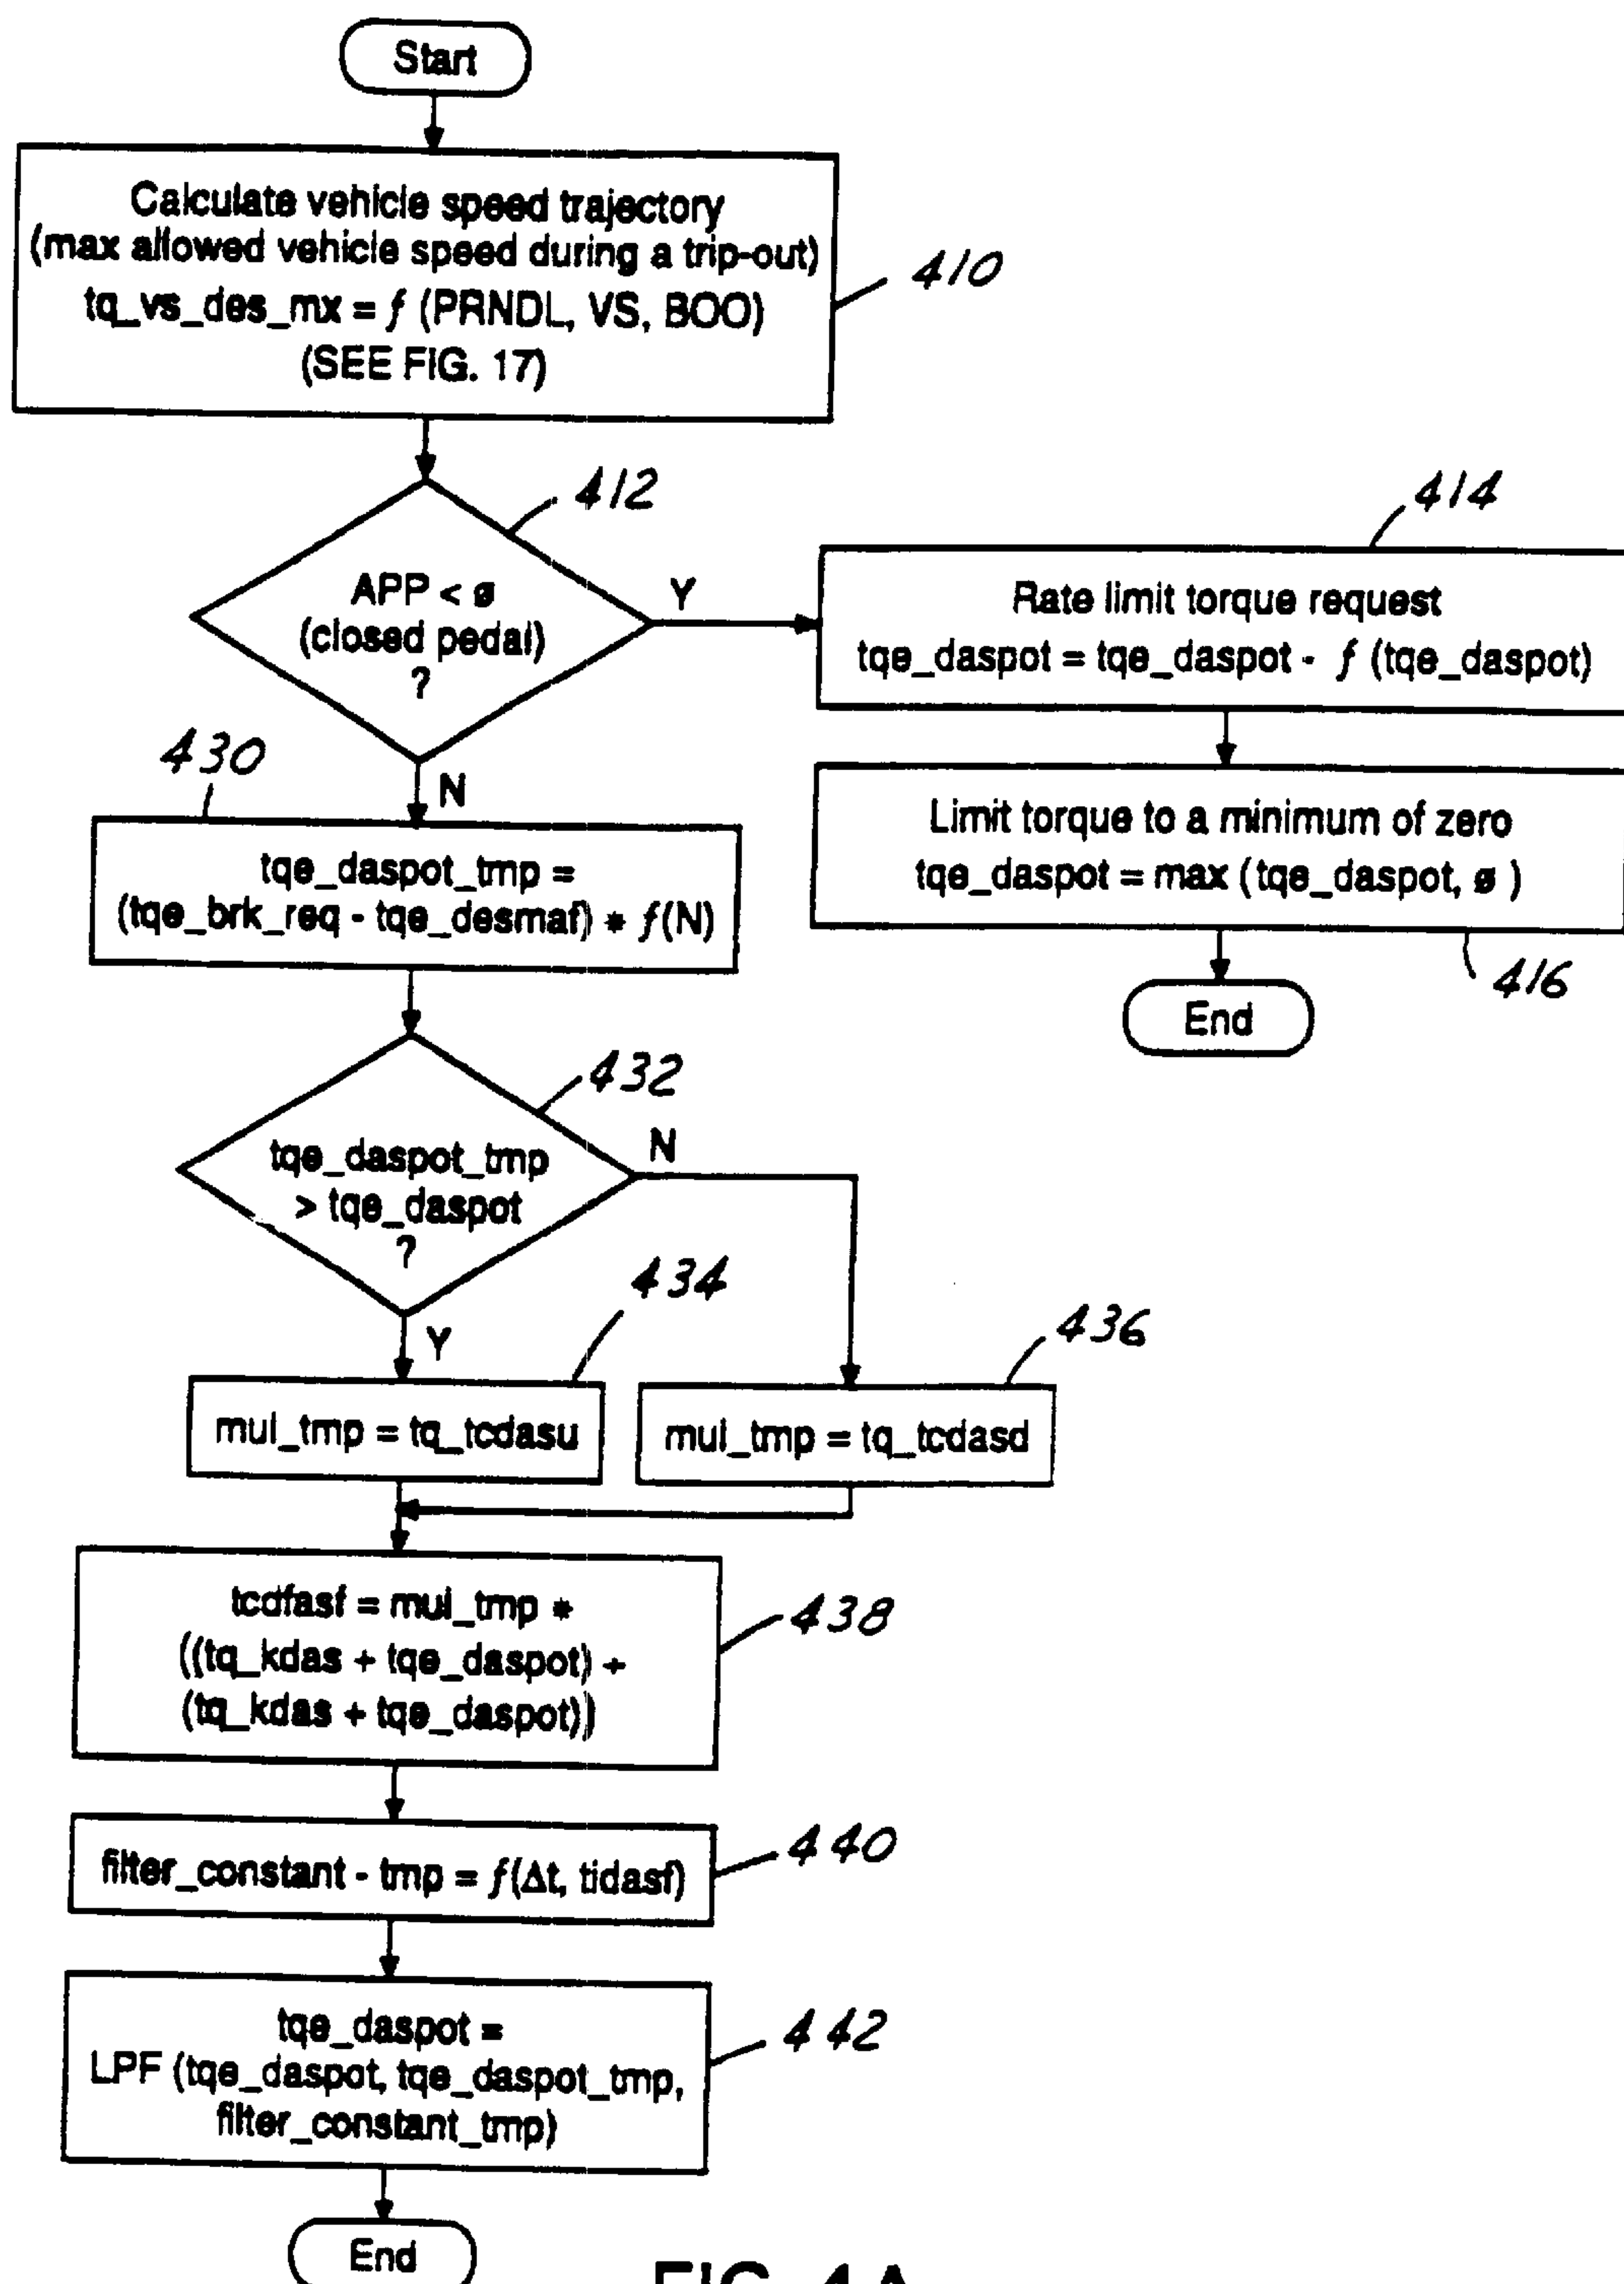 Start
Calculate vehicle speed trajectory
(max allowed vehicle speed during a trip-out)
tq_vs_des_mx = f (PRNDL, VS, BOO)
(SEE FIG. 17)
410
412
APP < ø
(closed pedal)
?
Y
N
414
Rate limit torque request
tqe_daspot = tqe_daspot - f (tqe_daspot)
Limit torque to a minimum of zero
tqe_daspot = max (tqe_daspot, ø )
416
End
430
tqe_daspot_tmp =
(tqe_brk_req - tqe_desmaf) * f(N)
432
tqe_daspot_tmp
> tqe_daspot
?
N
Y
434
mul_tmp = tq_tcdasu
436
mul_tmp = tq_tcdasd
tcdfasf = mul_tmp *
((tq_kdas + tqe_daspot) +
(tq_kdas + tqe_daspot))
438
filter_constant - tmp = f(Δt, tidasf)
440
tqe_daspot =
LPF (tqe_daspot, tqe_daspot_tmp,
filter_constant_tmp)
442
End
FIG. 4A